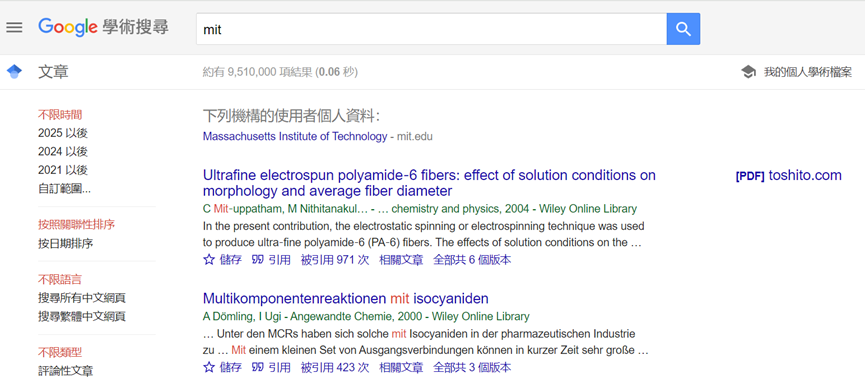 Google 學術搜尋
mit
文章
約有 9,510,000 項結果 (0.06 秒)
我的個人學術檔案
不限時間
2025 以後
2024 以後
2021 以後
自訂範圍...
按照關聯性排序
按日期排序
不限語言
搜尋所有中文網頁
搜尋繁體中文網頁
不限類型
評論性文章
下列機構的使用者個人資料：
Massachusetts Institute of Technology - mit.edu
Ultrafine electrospun polyamide-6 fibers: effect of solution conditions on
morphology and average fiber diameter
C Mit-uppatham, M Nithitanakul… - … chemistry and physics, 2004 - Wiley Online Library
In the present contribution, the electrostatic spinning or electrospinning technique was used
to produce ultra-fine polyamide-6 (PA-6) fibers. The effects of solution conditions on the …
儲存 引用 被引用 971 次 相關文章 全部共 6 個版本
[PDF] toshito.com
Multikomponentenreaktionen mit isocyaniden
A Dömling, I Ugi - Angewandte Chemie, 2000 - Wiley Online Library
… Unter den MCRs haben sich solche mit Isocyaniden in der pharmazeutischen Industrie
zu … Mit einem kleinen Set von Ausgangsverbindungen können in kurzer Zeit sehr große …
儲存 引用 被引用 423 次 相關文章 全部共 3 個版本